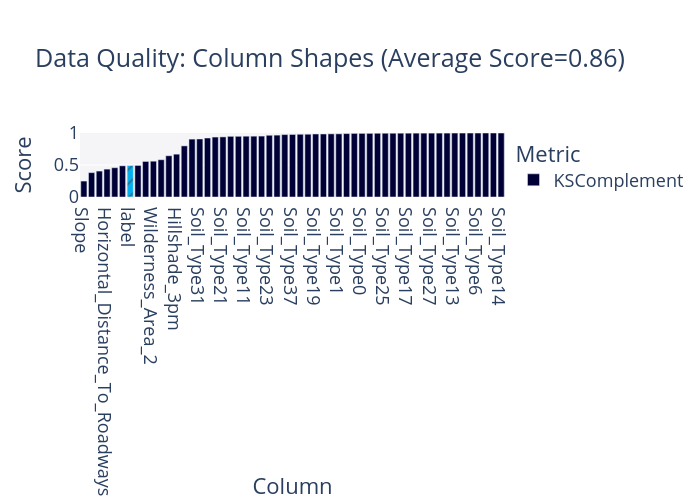 Data Quality: Column Shapes (Average Score=0.86)
Score
1
0.5
0
Slope
Horizontal_Distance_To_Roadways
label
Wilderness_Area_2
Hillshade_3pm
Soil_Type31
Soil_Type21
Soil_Type11
Soil_Type23
Soil_Type37
Soil_Type19
Soil_Type1
Soil_Type0
Soil_Type25
Soil_Type17
Soil_Type27
Soil_Type13
Soil_Type6
Soil_Type14
Column
Metric
KSComplement